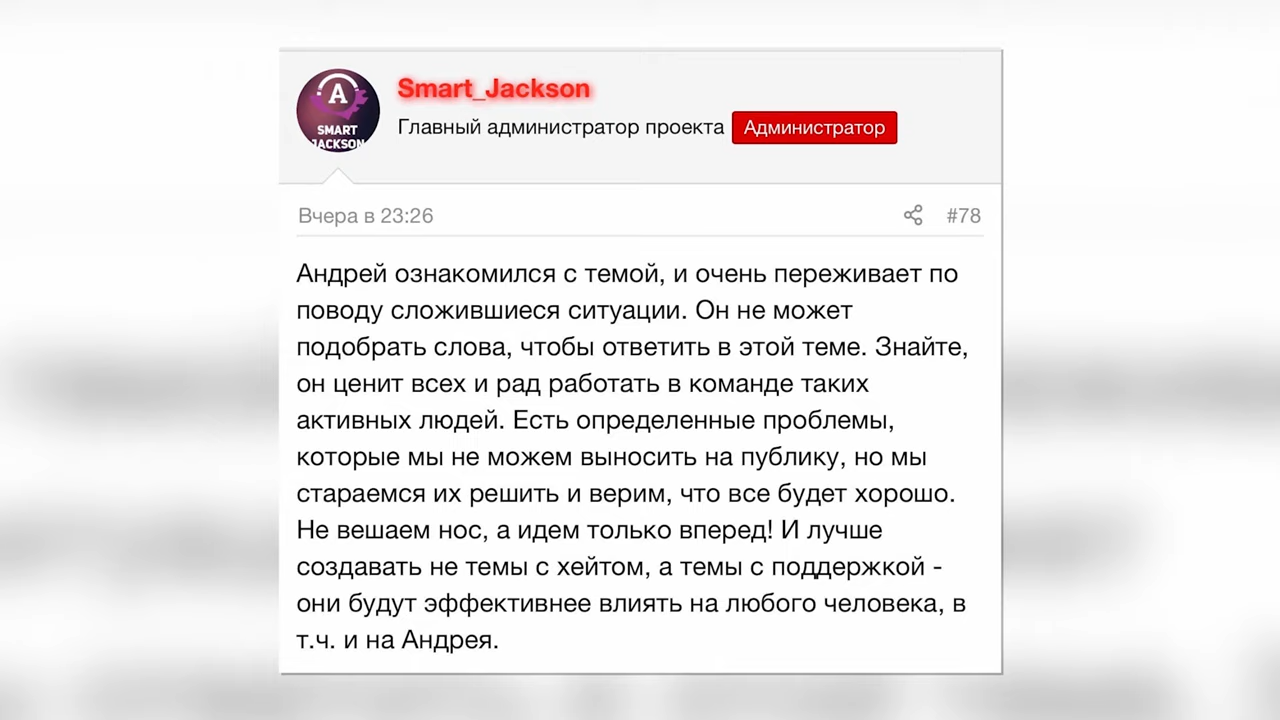 A
SMART
JACKSON
Smart_Jackson
Главный администратор проекта Администратор
Вчера в 23:26 #78
Андрей ознакомился с темой, и очень переживает по
поводу сложившиеся ситуации. Он не может
подобрать слова, чтобы ответить в этой теме. Знайте,
он ценит всех и рад работать в команде таких
активных людей. Есть определенные проблемы,
которые мы не можем выносить на публику, но мы
стараемся их решить и верим, что все будет хорошо.
Не вешаем нос, а идем только вперед! И лучше
создавать не темы с хейтом, а темы с поддержкой -
они будут эффективнее влиять на любого человека, в
т.ч. и на Андрея.